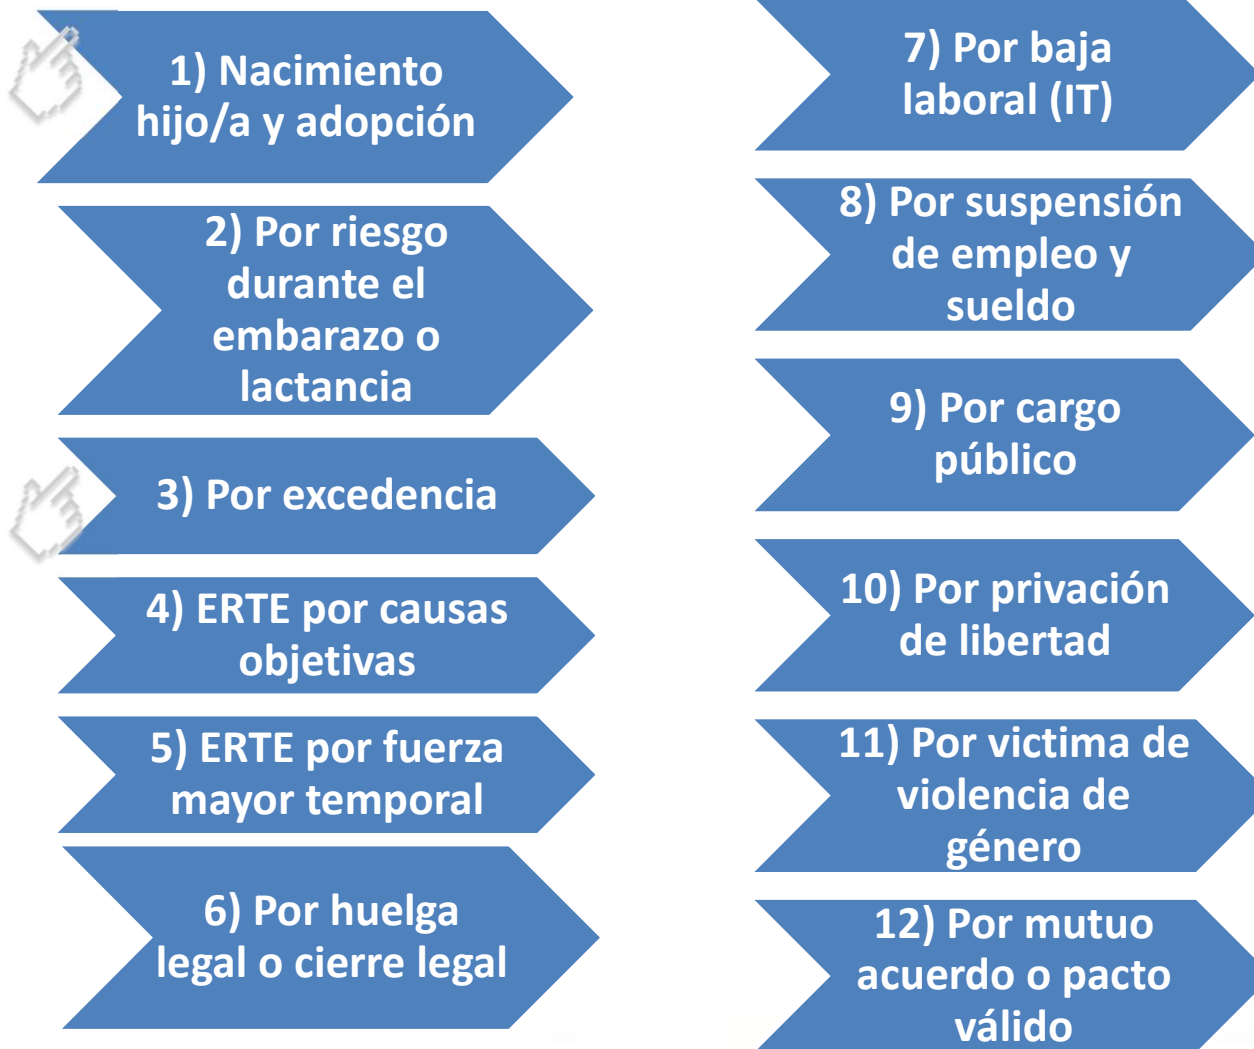 1) Nacimiento
hijo/a y adopción
2) Por riesgo
durante el
embarazo o
lactancia
3) Por excedencia
4) ERTE por causas
objetivas
5) ERTE por fuerza
mayor temporal
6) Por huelga
legal o cierre legal
7) Por baja
laboral (IT)
8) Por suspensión
de empleo y
sueldo
9) Por cargo
público
10) Por privación
de libertad
11) Por victima de
violencia de
género
12) Por mutuo
acuerdo o pacto
válido